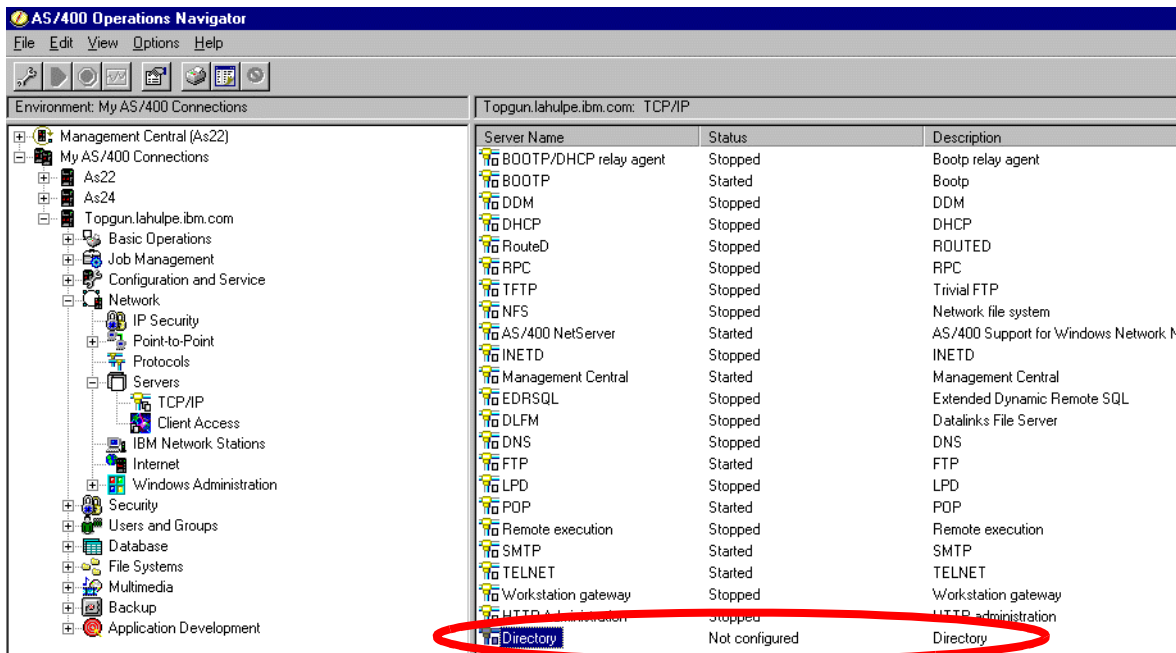 AS/400 Operations Navigator
File Edit View Options Help
Environment: My AS/400 Connections
Topgun.lahulpe.ibm.com: TCP/IP
Management Central (As22)
My AS/400 Connections
As22
As24
Topgun.lahulpe.ibm.com
Basic Operations
Job Management
Configuration and Service
Network
IP Security
Point-to-Point
Protocols
Servers
TCP/IP
Client Access
IBM Network Stations
Internet
Windows Administration
Security
Users and Groups
Database
File Systems
Multimedia
Backup
Application Development
Server Name Status Description
BOOTP/DHCP relay agent Stopped Bootp relay agent
BOOTP Started Bootp
DDM Stopped DDM
DHCP Stopped DHCP
RouteD Stopped ROUTED
RPC Stopped RPC
TFTP Stopped Trivial FTP
NFS Stopped Network file system
AS/400 NetServer Started AS/400 Support for Windows Network N
INETD Stopped INETD
Management Central Started Management Central
EDRSQL Stopped Extended Dynamic Remote SQL
DLFM Stopped Datalinks File Server
DNS Stopped DNS
FTP Started FTP
LPD Stopped LPD
POP Started POP
Remote execution Stopped Remote execution
SMTP Started SMTP
TELNET Started TELNET
Workstation gateway Stopped Workstation gateway
HTTP Administration Stopped HTTP administration
Directory Not configured Directory